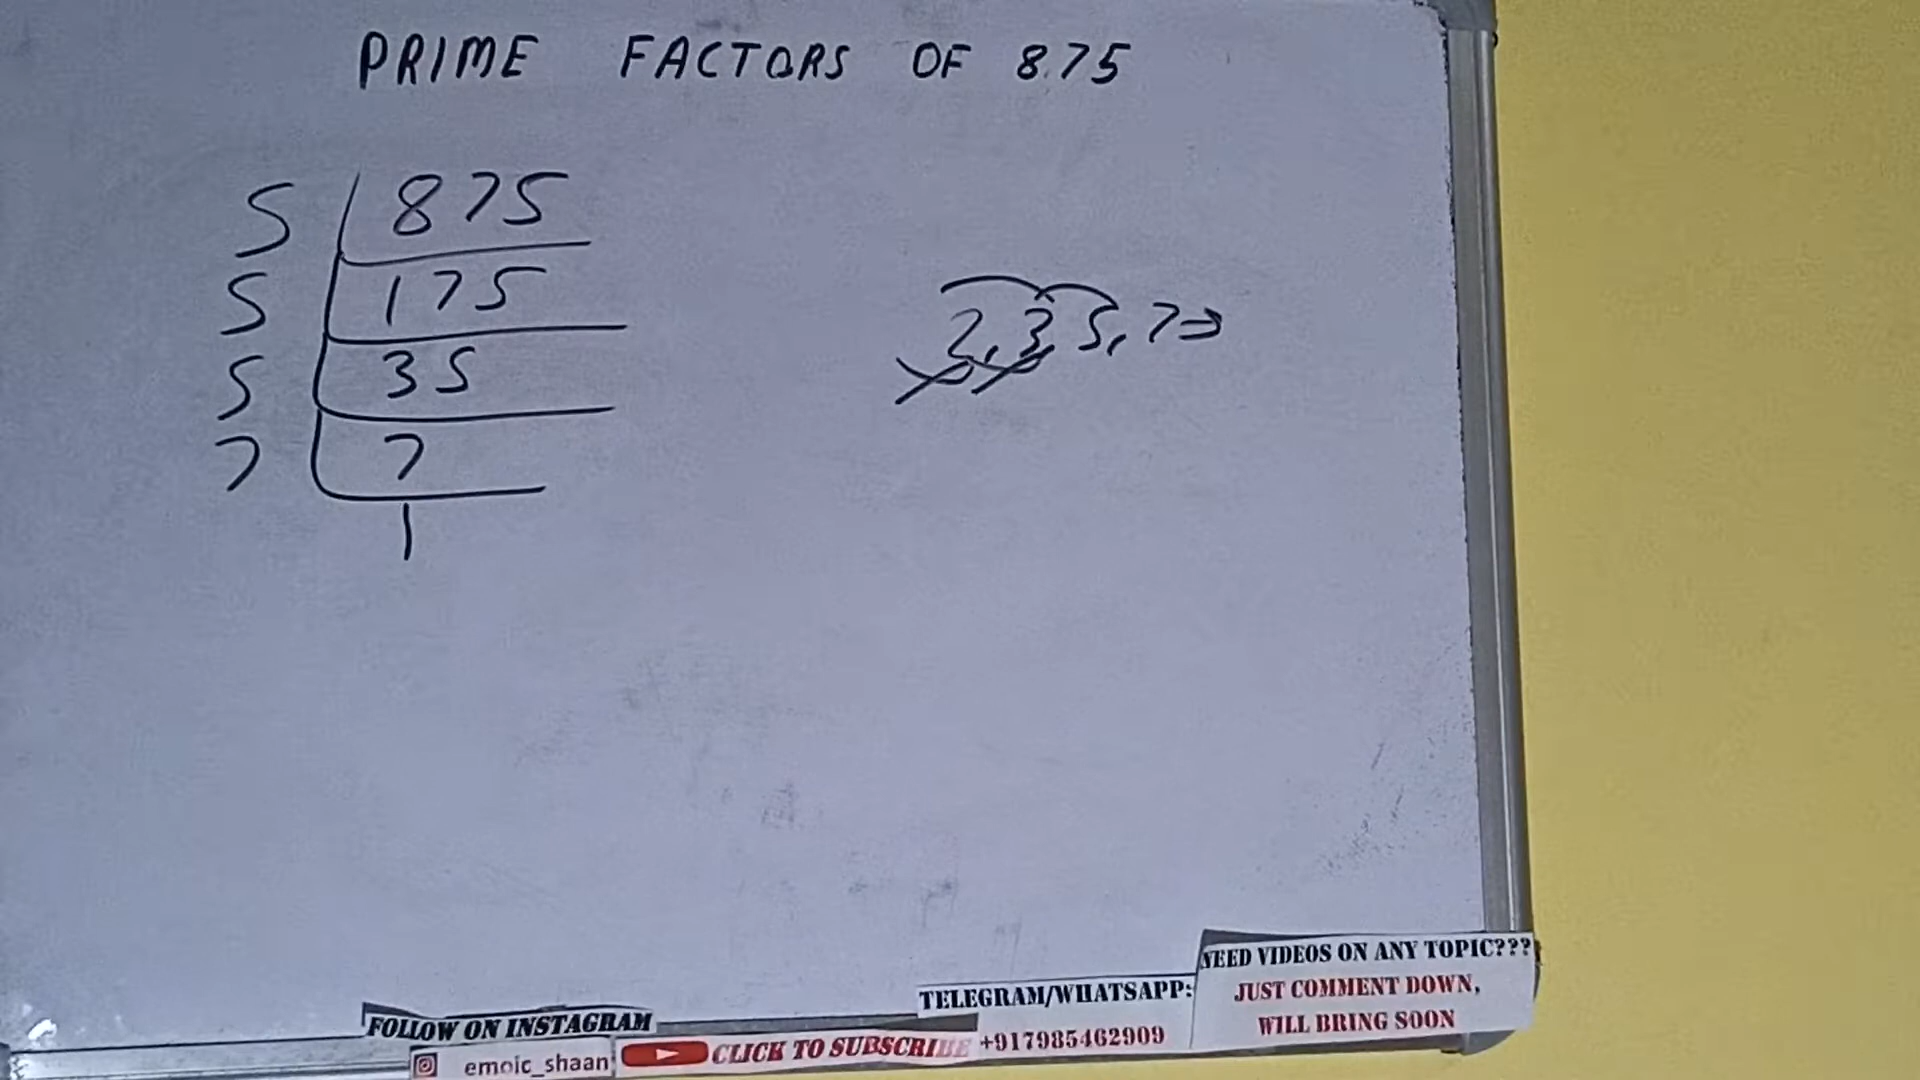 PRIME FACTORS OF 875
5 875
5 175
5 35
7 7
1
2, 3, 5, 7→
NEED VIDEOS ON ANY TOPIC???
JUST COMMENT DOWN,
WILL BRING SOON
TELEGRAM/WHATSAPP:
+917985462909
FOLLOW ON INSTAGRAM
emoic_shaan
CLICK TO SUBSCRIBE